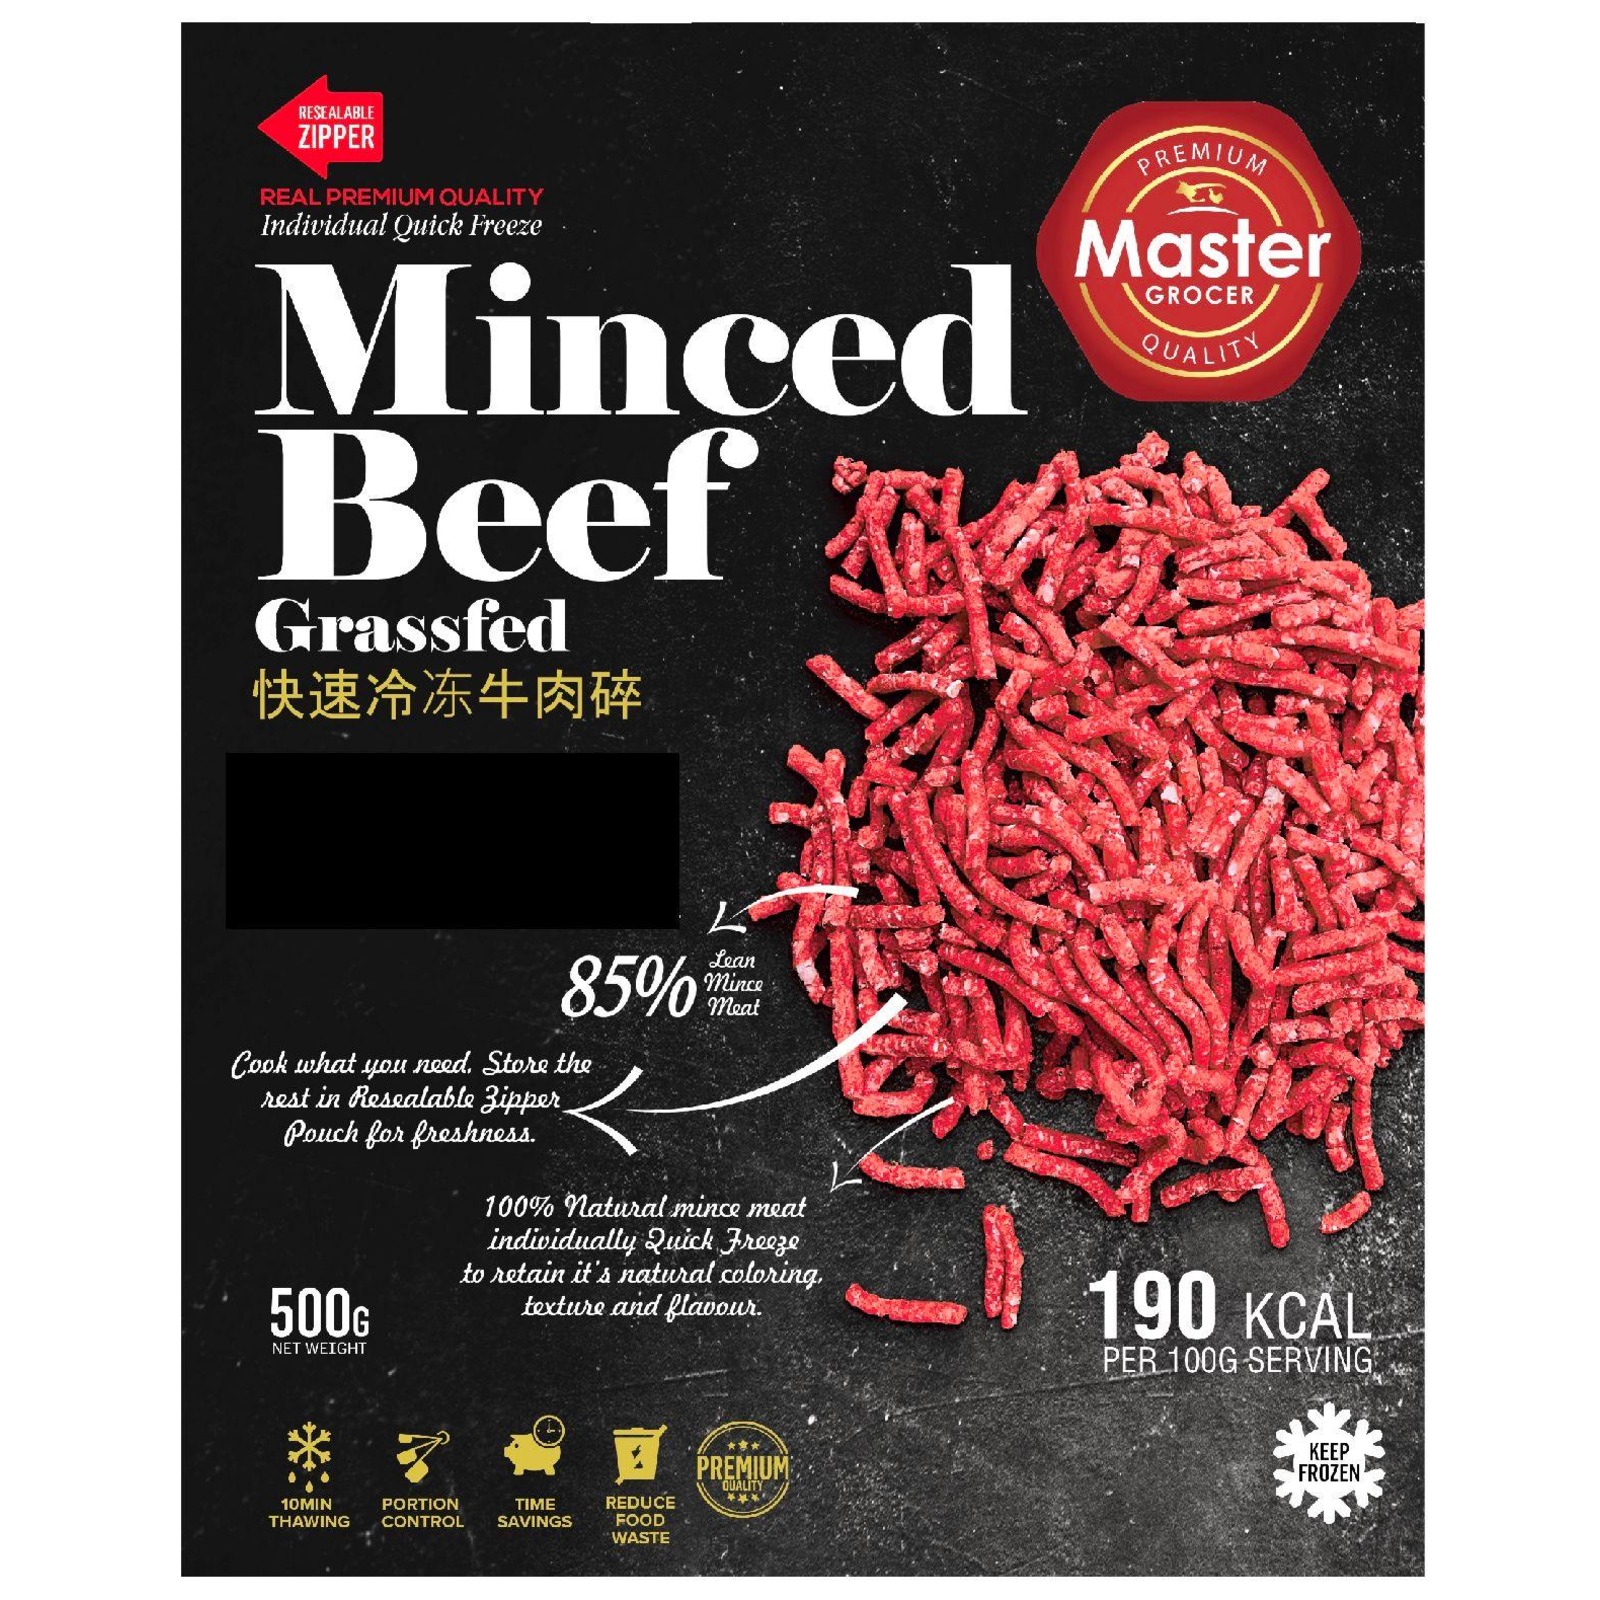 RESEALABLE
ZIPPER
REAL PREMIUM QUALITY
Individual Quick Freeze
PREMIUM
Master
GROCER
QUALITY
Minced
Beef
Grassfed
快速冷冻牛肉碎
85% Lean
Mince
Meat
Cook what you need. Store the
rest in Resealable Zipper
Pouch for freshness.
100% Natural mince meat
individually Quick Freeze
to retain it's natural coloring,
texture and flavour.
500G
NET WEIGHT
190 KCAL
PER 100G SERVING
10MIN
THAWING
PORTION
CONTROL
TIME
SAVINGS
REDUCE
FOOD
WASTE
PREMIUM
QUALITY
KEEP
FROZEN